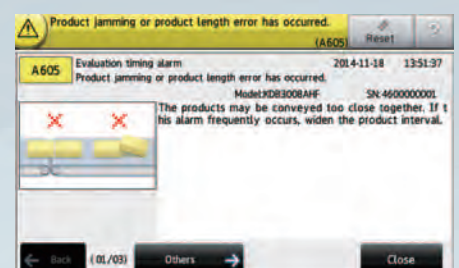 Product jamming or product length error has occurred.
(A605)
Reset
A605
Evaluation timing alarm
2014-11-18 13:51:37
Product jamming or product length error has occurred.
Model:KDB3008AHF SN:4600000001
The products may be conveyed too close together. If t
his alarm frequently occurs, widen the product interval.
Back
(01/03)
Others
Close